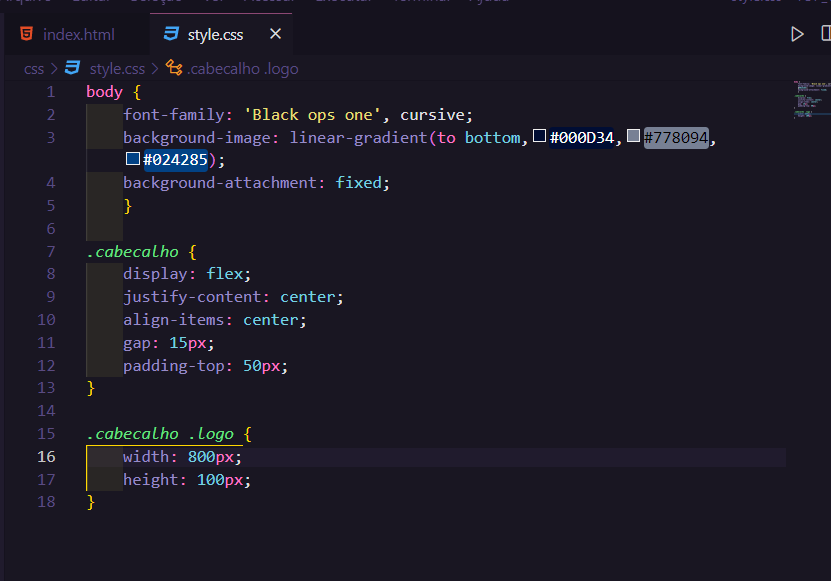 index.html style.css ✕
css > style.css > .cabecalho .logo
1 body {
2 font-family: 'Black ops one', cursive;
3 background-image: linear-gradient(to bottom, #000D34, #778094,
#024285);
4 background-attachment: fixed;
5 }
6
7 .cabecalho {
8 display: flex;
9 justify-content: center;
10 align-items: center;
11 gap: 15px;
12 padding-top: 50px;
13 }
14
15 .cabecalho .logo {
16 width: 800px;
17 height: 100px;
18 }